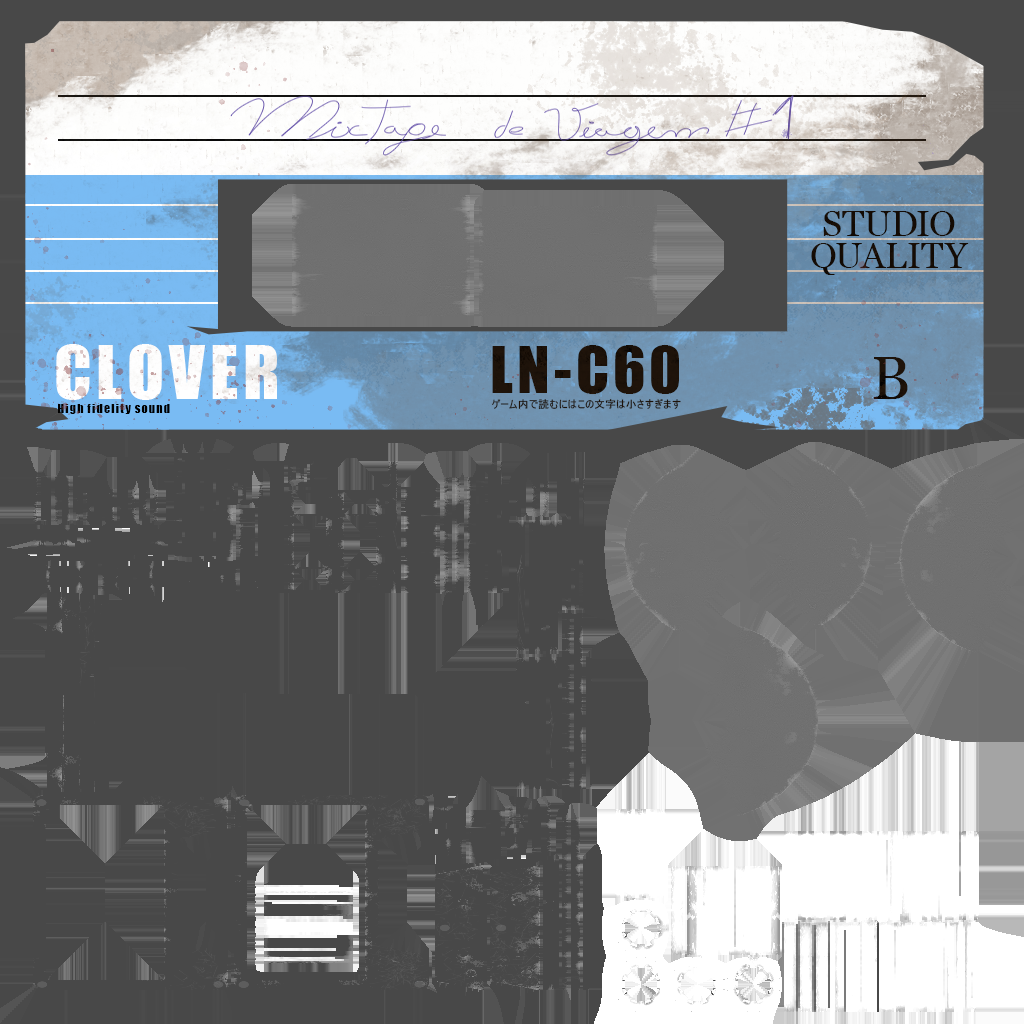 Mixtape de Viagem #1
STUDIO
QUALITY
CLOVER
High fidelity sound
LN-C60
ゲーム内で読むにはこの文字は小さすぎます
B